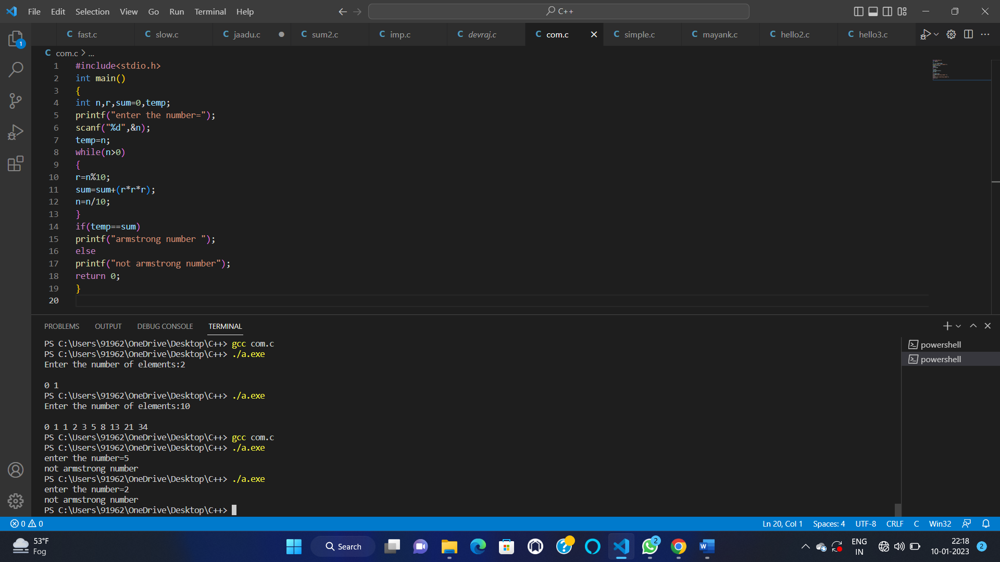 File Edit Selection View Go Run Terminal Help
C++
fast.c slow.c jaadu.c sum2.c imp.c devraj.c com.c simple.c mayank.c hello2.c hello3.c
com.c > ...
1 #include<stdio.h>
2 int main()
3 {
4 int n,r,sum=0,temp;
5 printf("enter the number=");
6 scanf("%d",&n);
7 temp=n;
8 while(n>0)
9 {
10 r=n%10;
11 sum=sum+(r*r*r);
12 n=n/10;
13 }
14 if(temp==sum)
15 printf("armstrong number ");
16 else
17 printf("not armstrong number");
18 return 0;
19 }
20
PROBLEMS OUTPUT DEBUG CONSOLE TERMINAL
PS C:\Users\91962\OneDrive\Desktop\C++> gcc com.c
PS C:\Users\91962\OneDrive\Desktop\C++> ./a.exe
Enter the number of elements:2
0 1
PS C:\Users\91962\OneDrive\Desktop\C++> ./a.exe
Enter the number of elements:10
0 1 1 2 3 5 8 13 21 34
PS C:\Users\91962\OneDrive\Desktop\C++> gcc com.c
PS C:\Users\91962\OneDrive\Desktop\C++> ./a.exe
enter the number=5
not armstrong number
PS C:\Users\91962\OneDrive\Desktop\C++> ./a.exe
enter the number=2
not armstrong number
PS C:\Users\91962\OneDrive\Desktop\C++>
powershell
powershell
0 0 Ln 20, Col 1 Spaces: 4 UTF-8 CRLF C Win32
53°F
Fog
Search
2
ENG
IN
22:18
10-01-2023
2
1